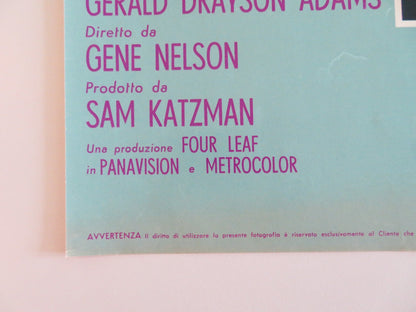 GERALD DRAYSON ADAMS
Diretto da
GENE NELSON
Prodotto da
SAM KATZMAN
Una produzione FOUR LEAF
in PANAVISION e METROCOLOR
AVVERTENZA Il diritto di utilizzare la presente fotografia è riservato esclusivamente al Cliente che